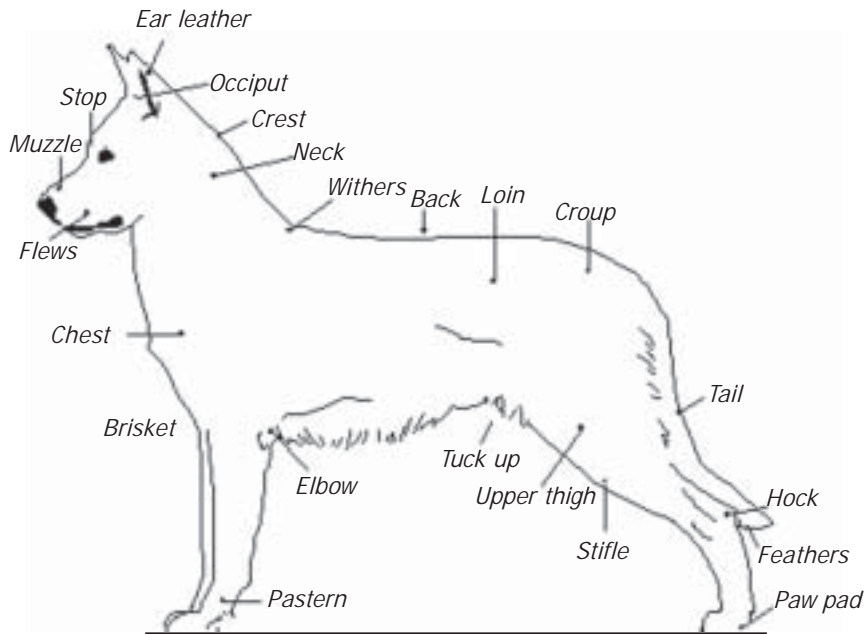 Ear leather
Occiput
Stop
Crest
Muzzle
Neck
Withers
Back
Loin
Croup
Flews
Chest
Tail
Brisket
Tuck up
Elbow
Upper thigh
Hock
Stifle
Feathers
Pastern
Paw pad